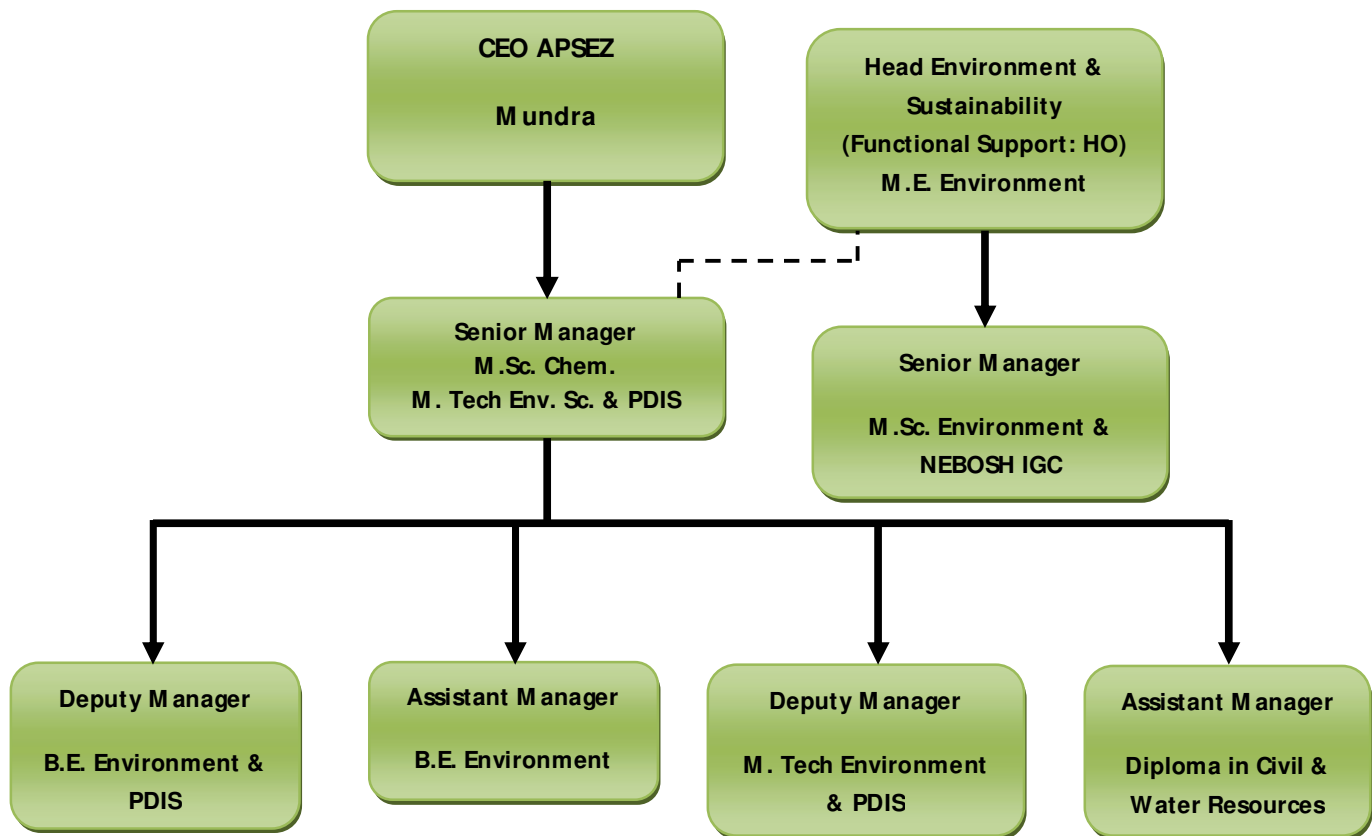 CEO APSEZ
Mundra
Head Environment &
Sustainability
(Functional Support: HO)
M.E. Environment
Senior Manager
M.Sc. Chem.
M. Tech Env. Sc. & PDIS
Senior Manager
M.Sc. Environment &
NEBOSH IGC
Deputy Manager
B.E. Environment &
PDIS
Assistant Manager
B.E. Environment
Deputy Manager
M. Tech Environment
& PDIS
Assistant Manager
Diploma in Civil &
Water Resources